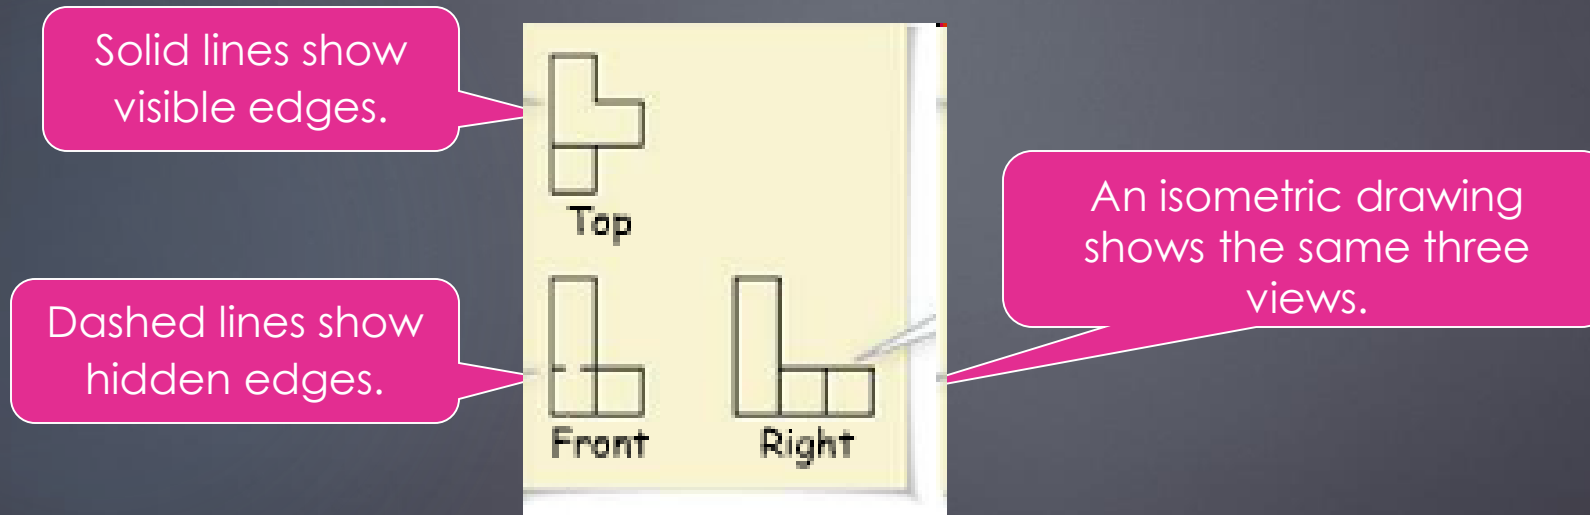 Solid lines show
visible edges.
Top
An isometric drawing
shows the same three
views.
Dashed lines show
hidden edges.
Front
Right